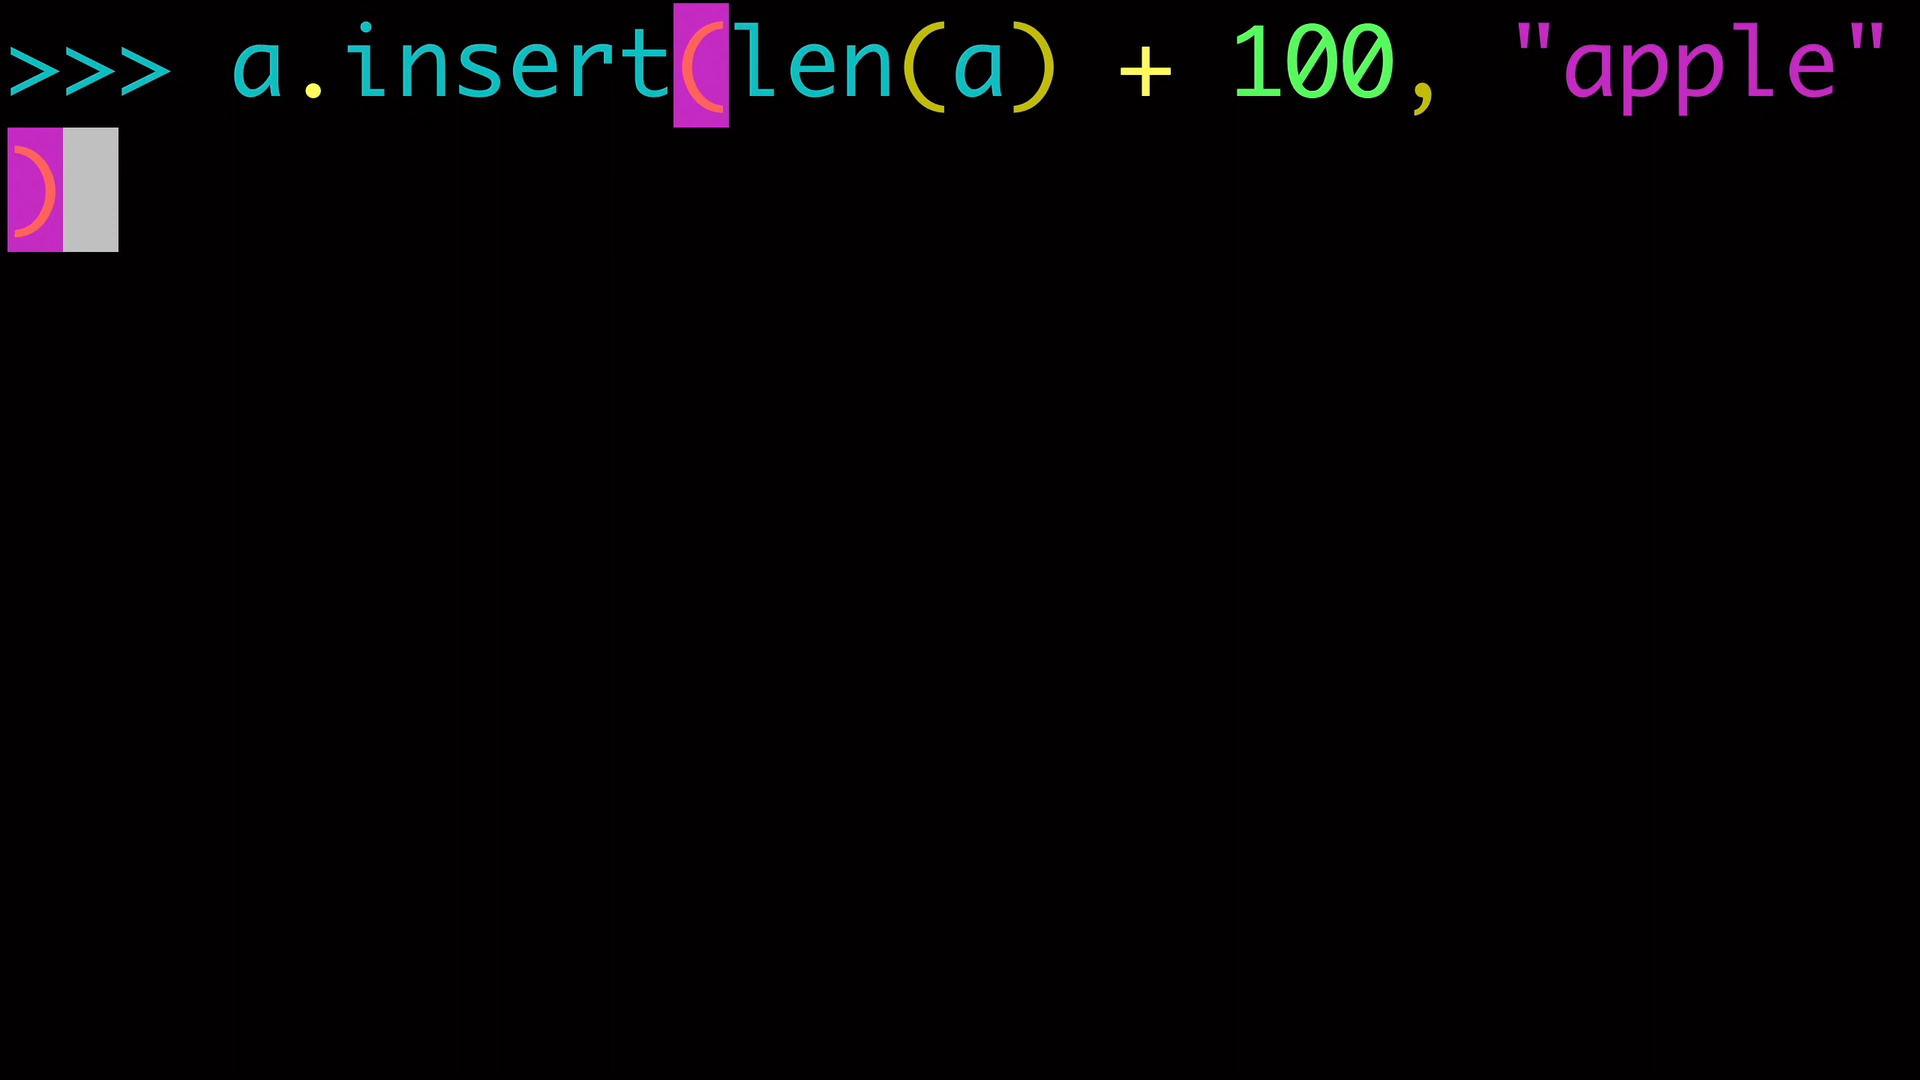 >>> a.insert(len(a) + 100, "apple"
)